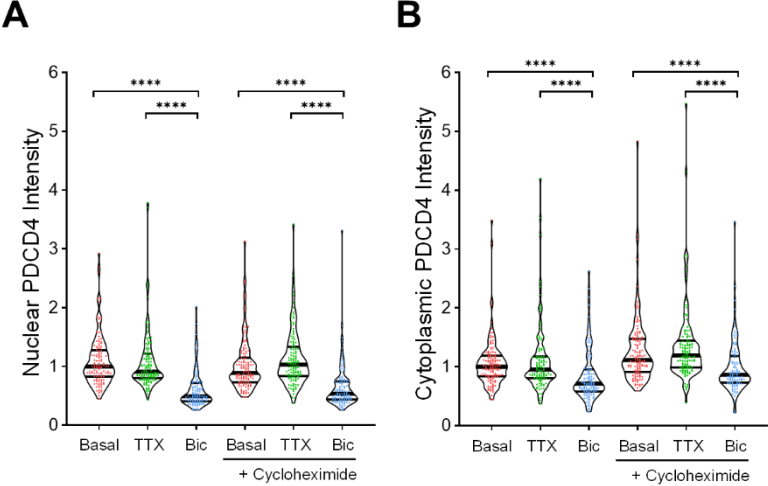 A
Nuclear PDCD4 Intensity
6
5
4
3
2
1
0
****
****
****
****
Basal TTX Bic Basal TTX Bic
+ Cycloheximide
B
Cytoplasmic PDCD4 Intensity
6
5
4
3
2
1
0
****
****
****
****
Basal TTX Bic Basal TTX Bic
+ Cycloheximide